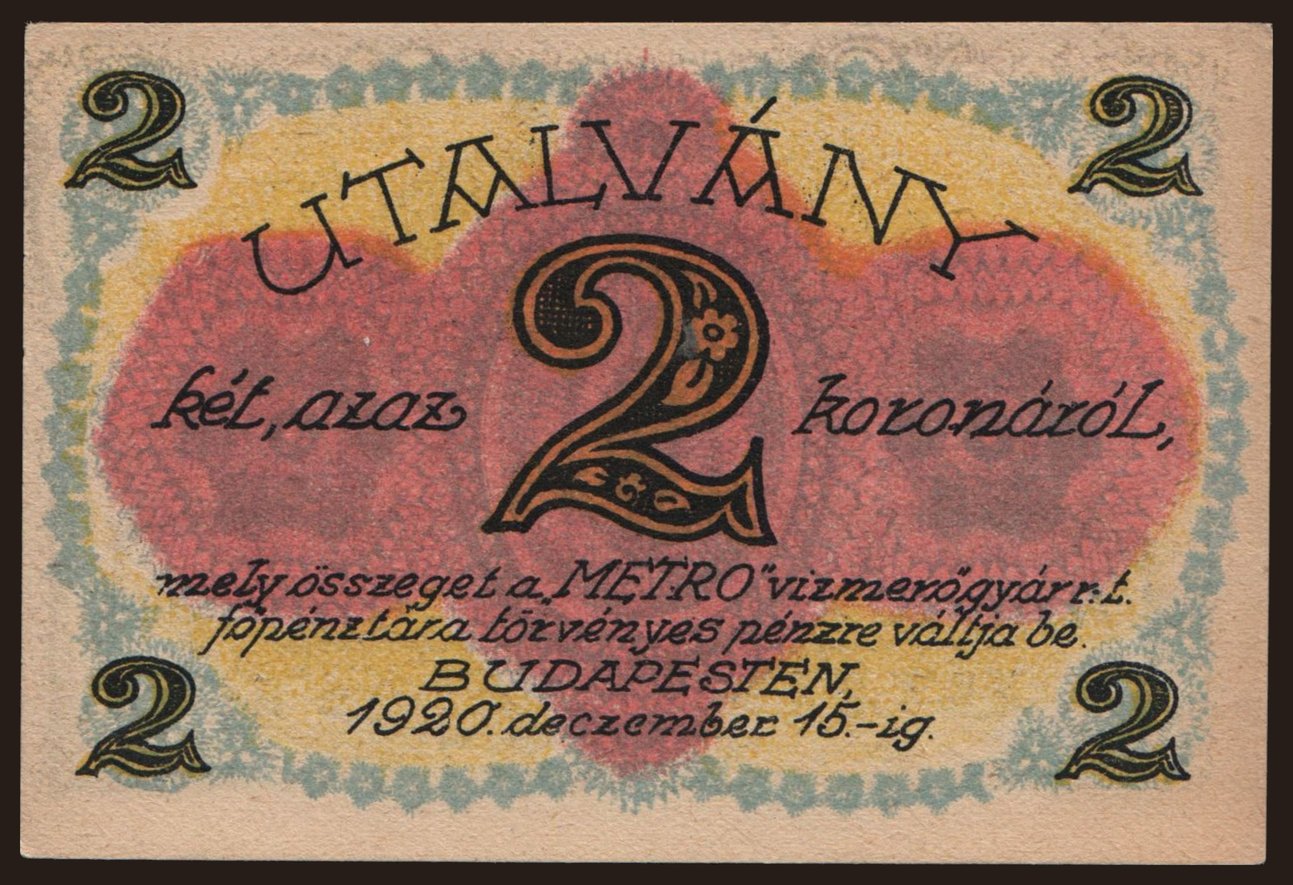 2
2
UTALVÁNY
két, azaz 2 koronáról,
mely összeget a „METRO” vizmerőgyár r.t.
főpénztára törvényes pénzre váltja be.
BUDAPESTEN,
1920. deczember 15.-ig.
2
2